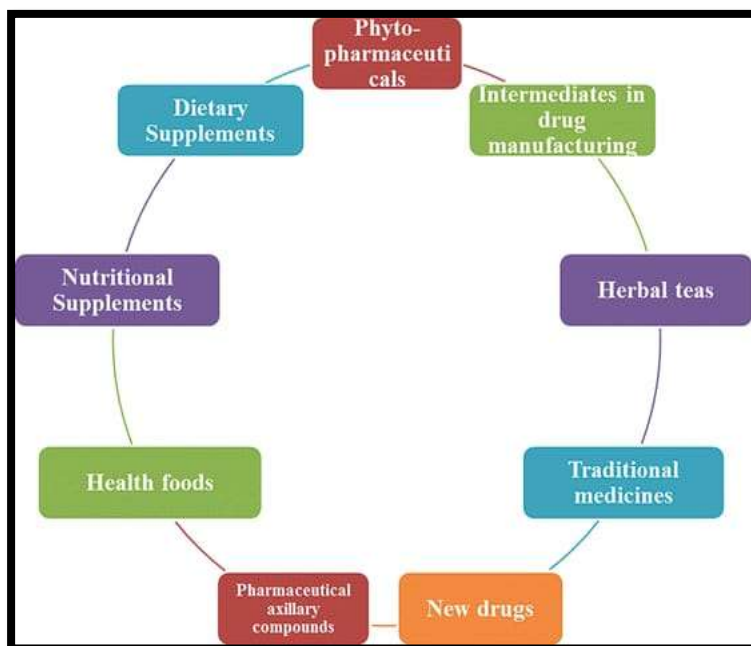 Phyto-
pharmaceuti
cals
Intermediates in
drug
manufacturing
Herbal teas
Traditional
medicines
New drugs
Pharmaceutical
axillary
compounds
Health foods
Nutritional
Supplements
Dietary
Supplements